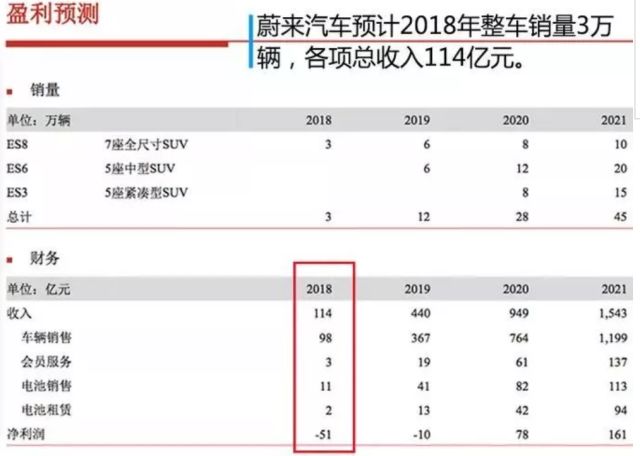 盈利预测
蔚来汽车预计2018年整车销量3万
辆，各项总收入114亿元。
销量
单位：万辆 2018 2019 2020 2021
ES8 7座全尺寸SUV 3 6 8 10
ES6 5座中型SUV 6 12 20
ES3 5座紧凑型SUV 8 15
总计 3 12 28 45
财务
单位：亿元 2018 2019 2020 2021
收入 114 440 949 1,543
车辆销售 98 367 764 1,199
会员服务 3 19 61 137
电池销售 11 41 82 113
电池租赁 2 13 42 94
净利润 -51 -10 78 161